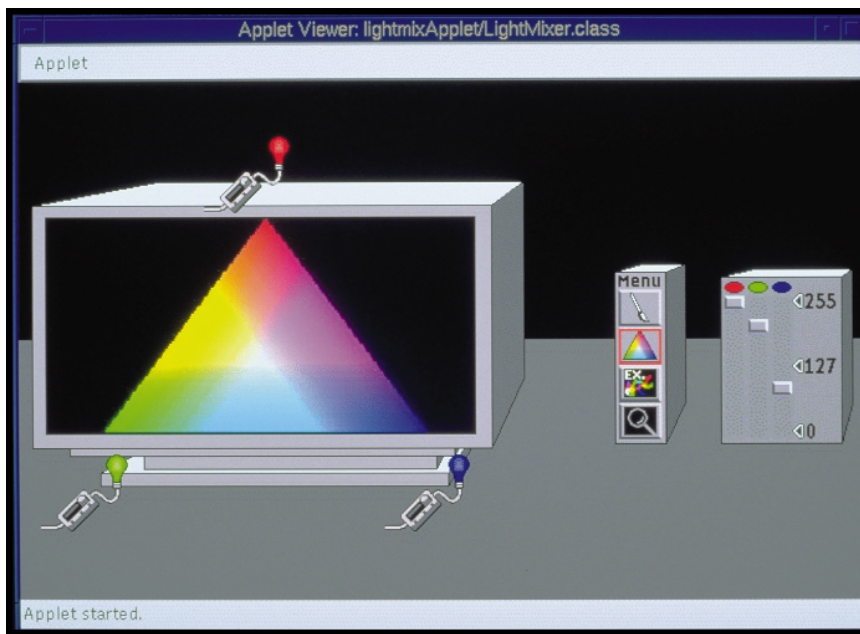 Applet Viewer: lightmixApplet/LightMixer.class
Applet
Menu
EX.
255
127
0
Applet started.